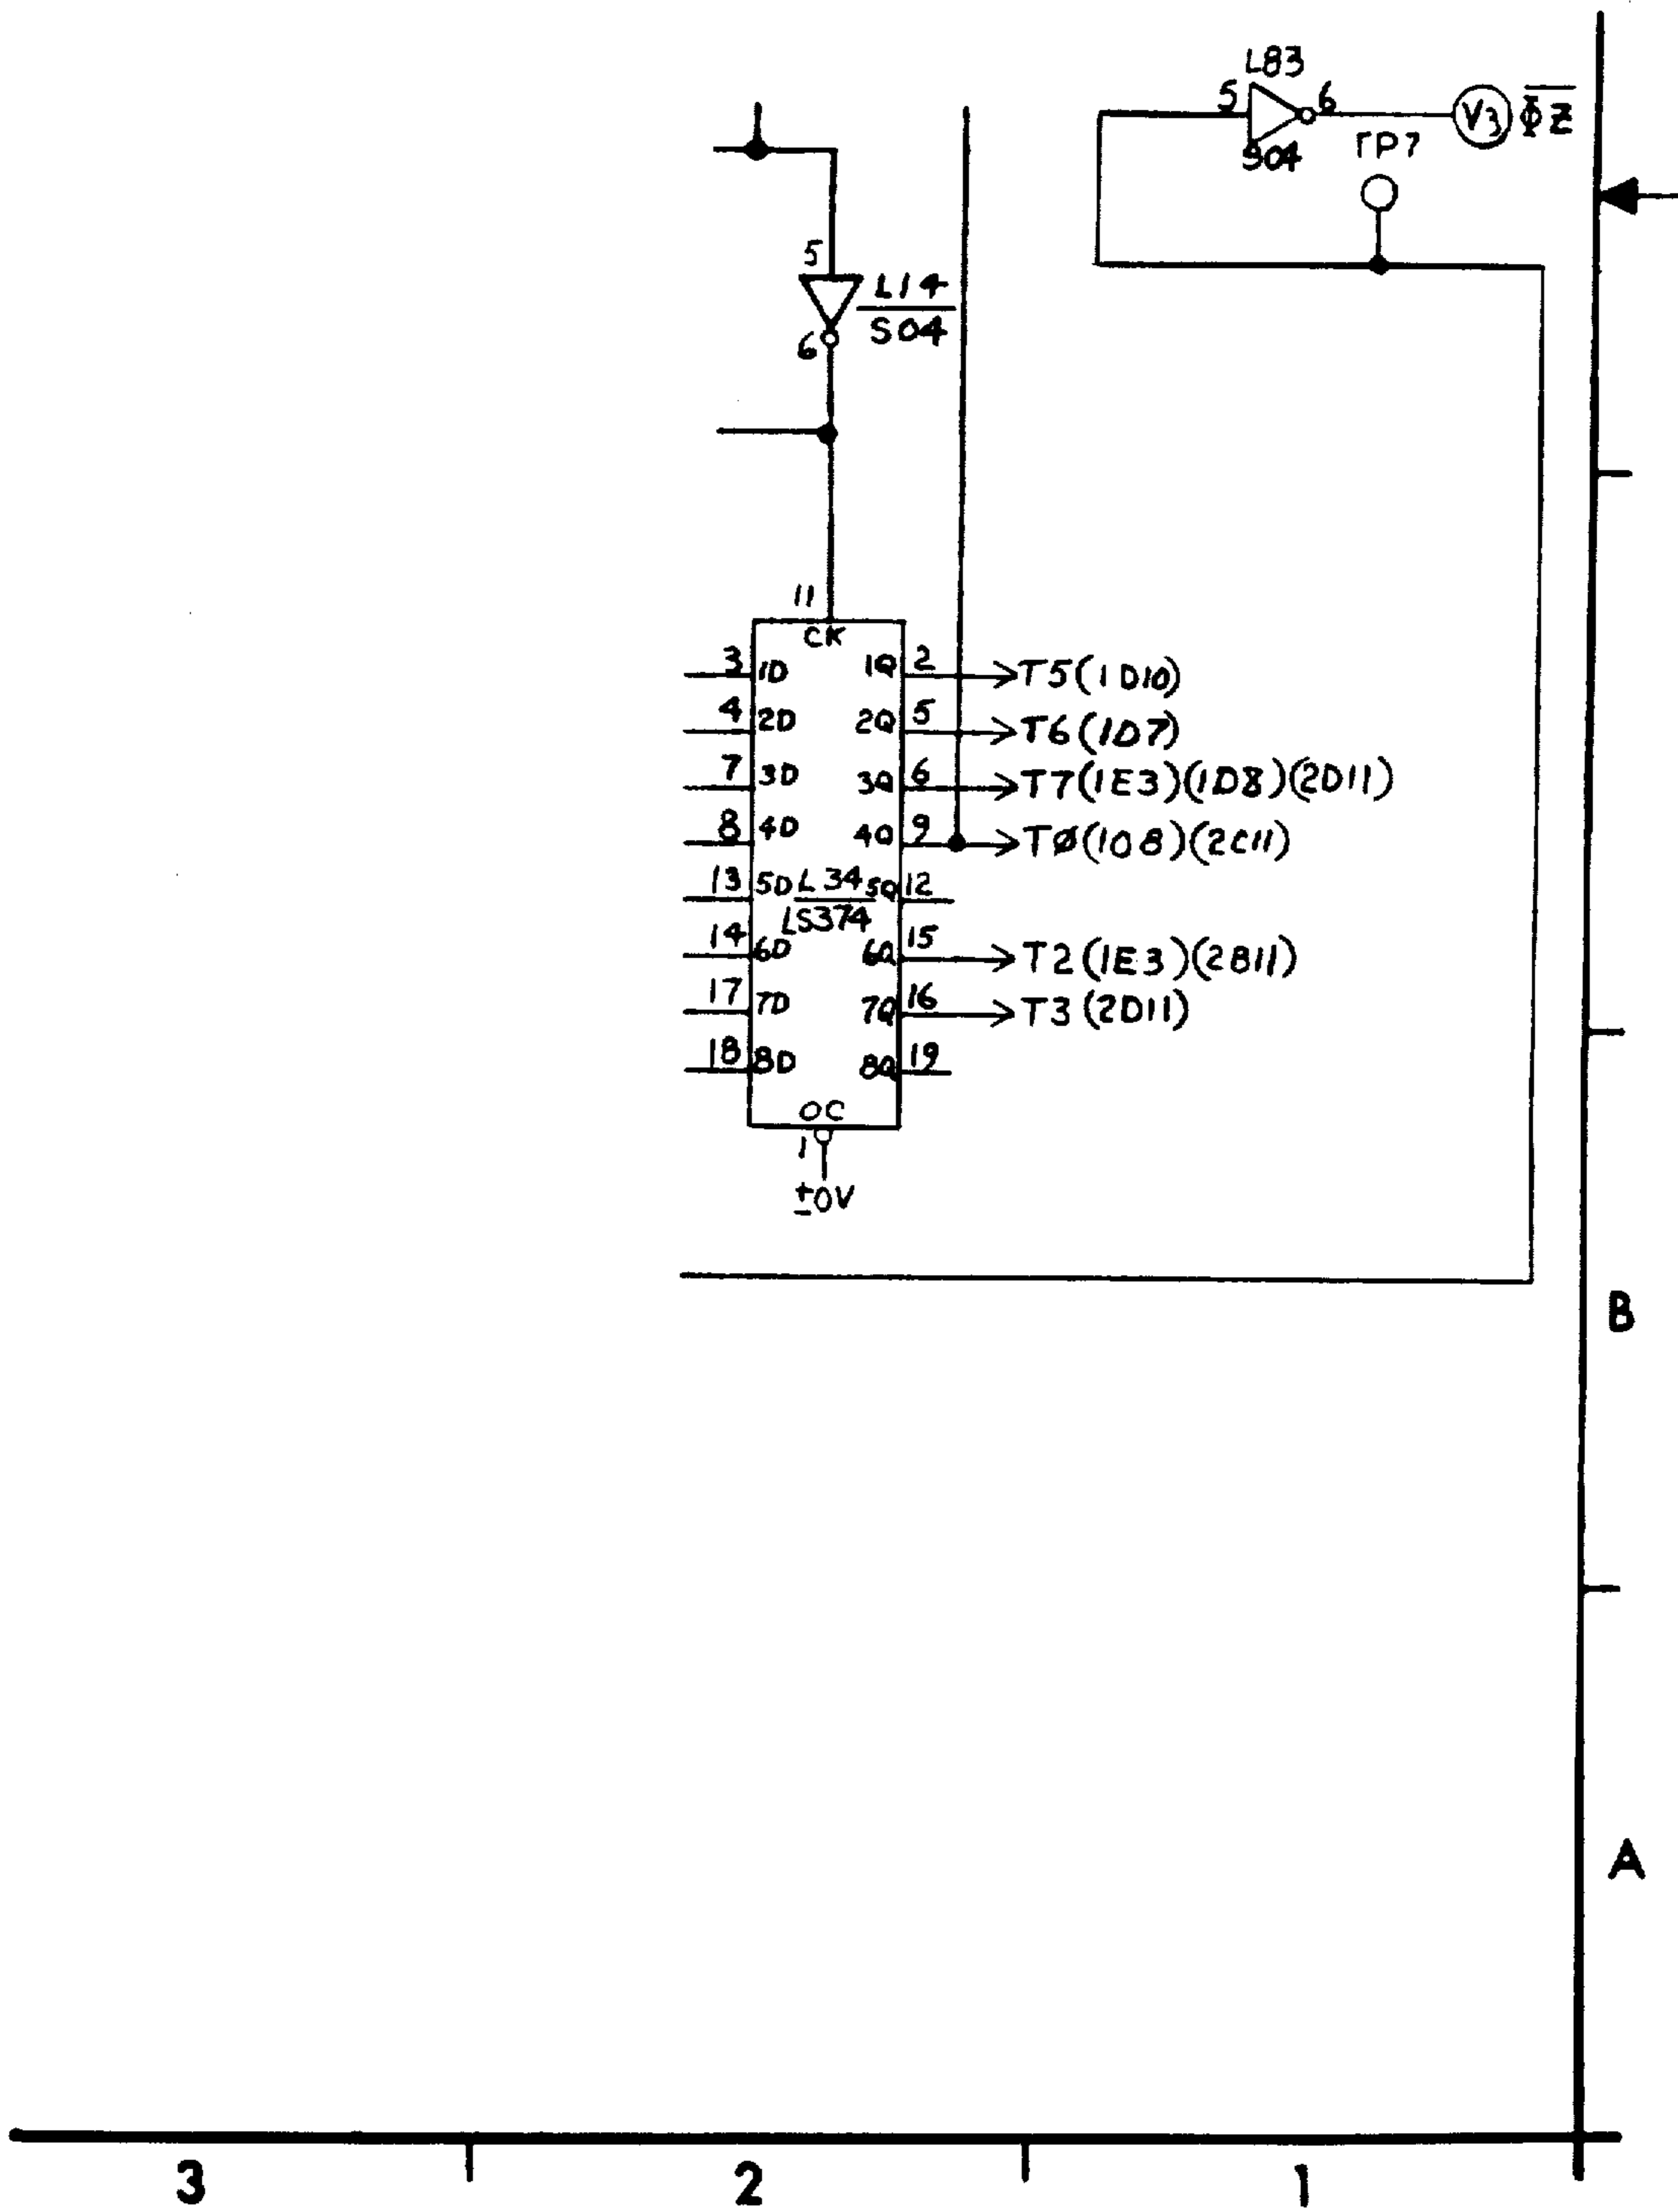 L83
5 6 V3 ΦZ
S04 TP7
5
L14
S04
6
11
CK
3 1D 1Q 2 T5(1D10)
4 2D 2Q 5 T6(1D7)
7 3D 3Q 6 T7(1E3)(1D8)(2D11)
8 4D 4Q 9 TØ(1D8)(2C11)
13 5D L34 5Q 12
LS374
14 6D 6Q 15 T2(1E3)(2B11)
17 7D 7Q 16 T3(2D11)
18 8D 8Q 19
OC
1
±0V
B
A
3 2 1